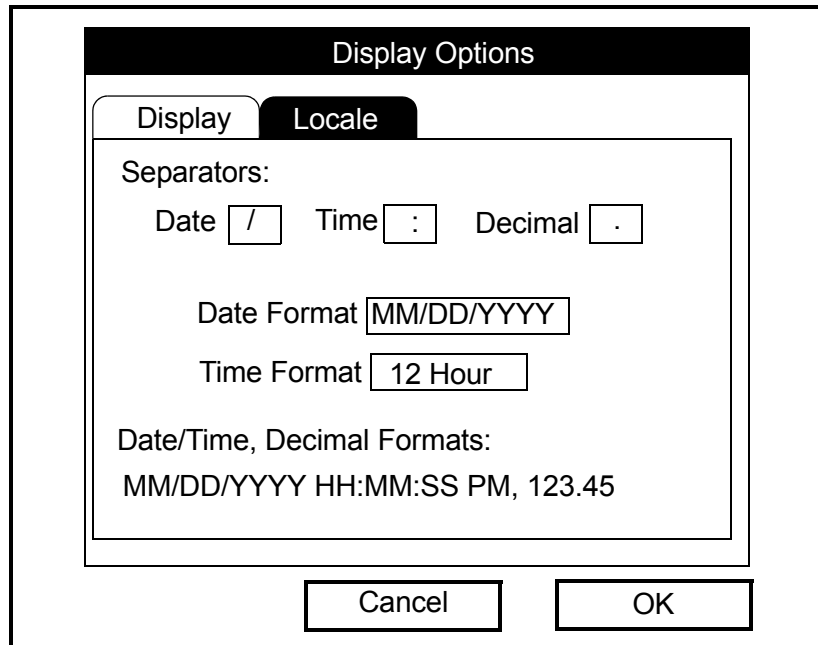 Display Options
Display Locale
Separators:
Date / Time : Decimal .
Date Format MM/DD/YYYY
Time Format 12 Hour
Date/Time, Decimal Formats:
MM/DD/YYYY HH:MM:SS PM, 123.45
Cancel OK